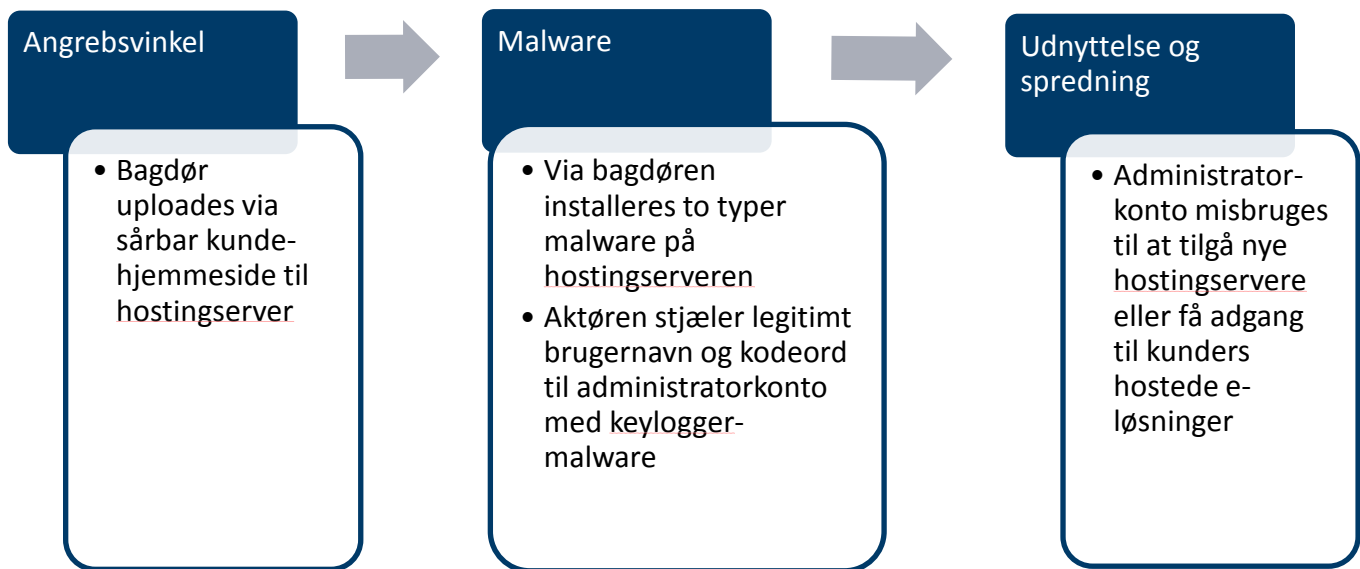 Angrebsvinkel
• Bagdør
uploades via
sårbar kunde-
hjemmeside til
hostingserver
Malware
• Via bagdøren
installeres to typer
malware på
hostingserveren
• Aktøren stjæler legitimt
brugernavn og kodeord
til administratorkonto
med keylogger-
malware
Udnyttelse og
spredning
• Administrator-
konto misbruges
til at tilgå nye
hostingservere
eller få adgang
til kunders
hostede e-
løsninger